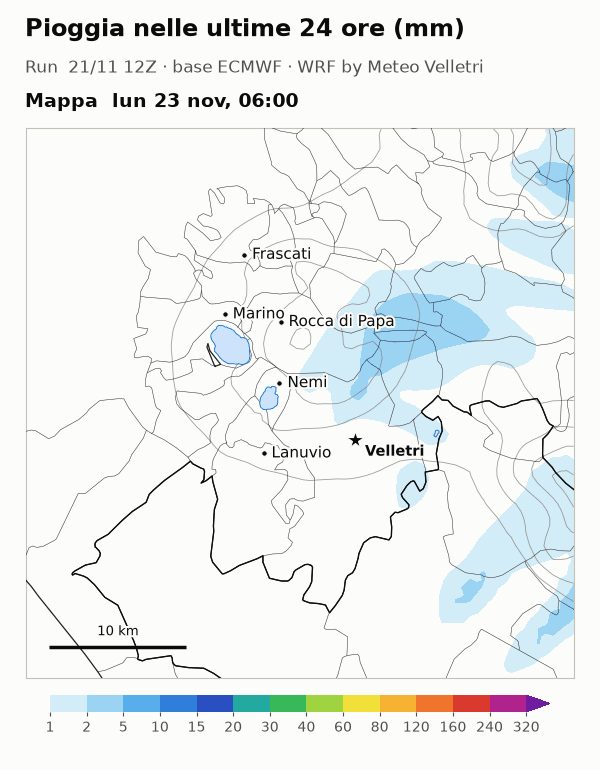 Pioggia nelle ultime 24 ore (mm)
Run  21/11 12Z · base ECMWF · WRF by Meteo Velletri
Mappa  lun 23 nov, 06:00
Frascati
Marino
Rocca di Papa
Nemi
Velletri
Lanuvio
10 km
1 2 5 10 15 20 30 40 60 80 120 160 240 320